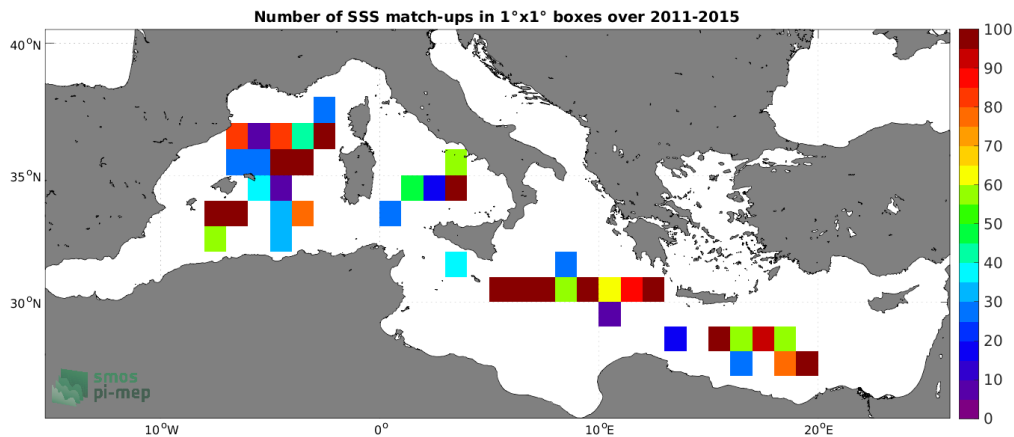 Number of SSS match-ups in 1°x1° boxes over 2011-2015
40°N
35°N
30°N
10°W
0°
10°E
20°E
100
90
80
70
60
50
40
30
20
10
0
smos
pi-mep